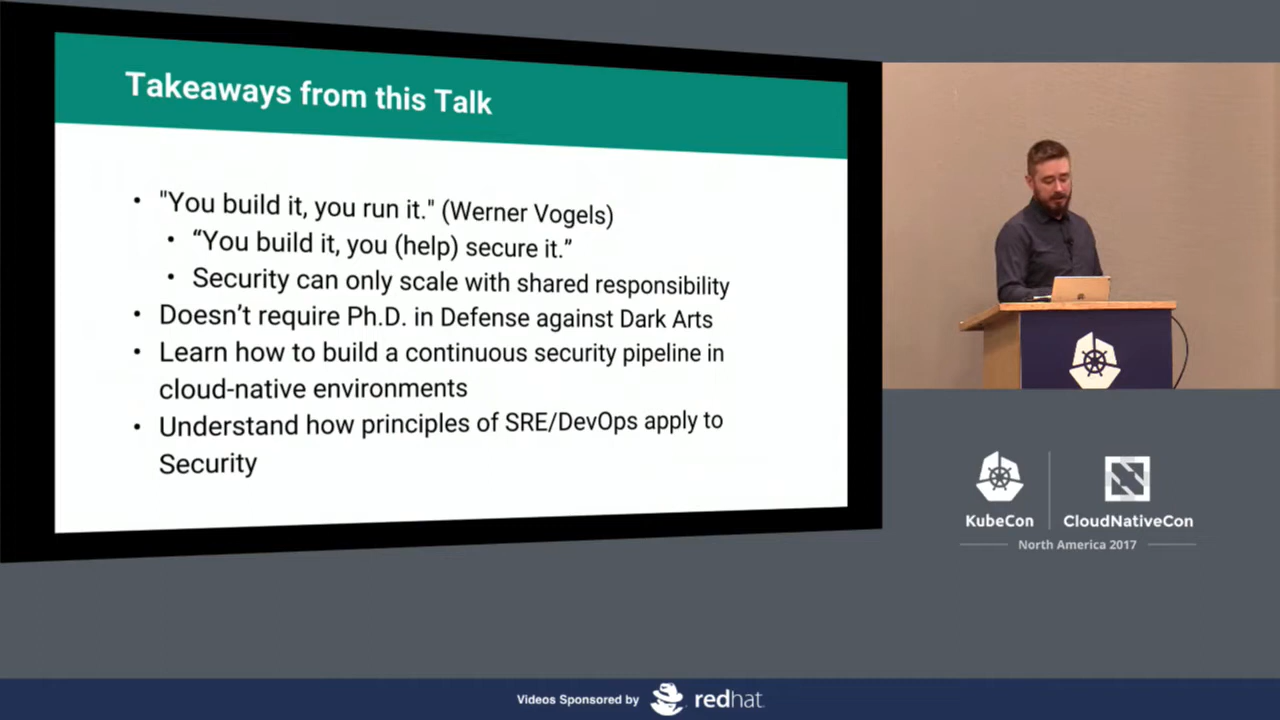 Takeaways from this Talk
• "You build it, you run it." (Werner Vogels)
• “You build it, you (help) secure it.”
• Security can only scale with shared responsibility
• Doesn’t require Ph.D. in Defense against Dark Arts
• Learn how to build a continuous security pipeline in
cloud-native environments
• Understand how principles of SRE/DevOps apply to
Security
KubeCon
CloudNativeCon
North America 2017
Videos Sponsored by
redhat.